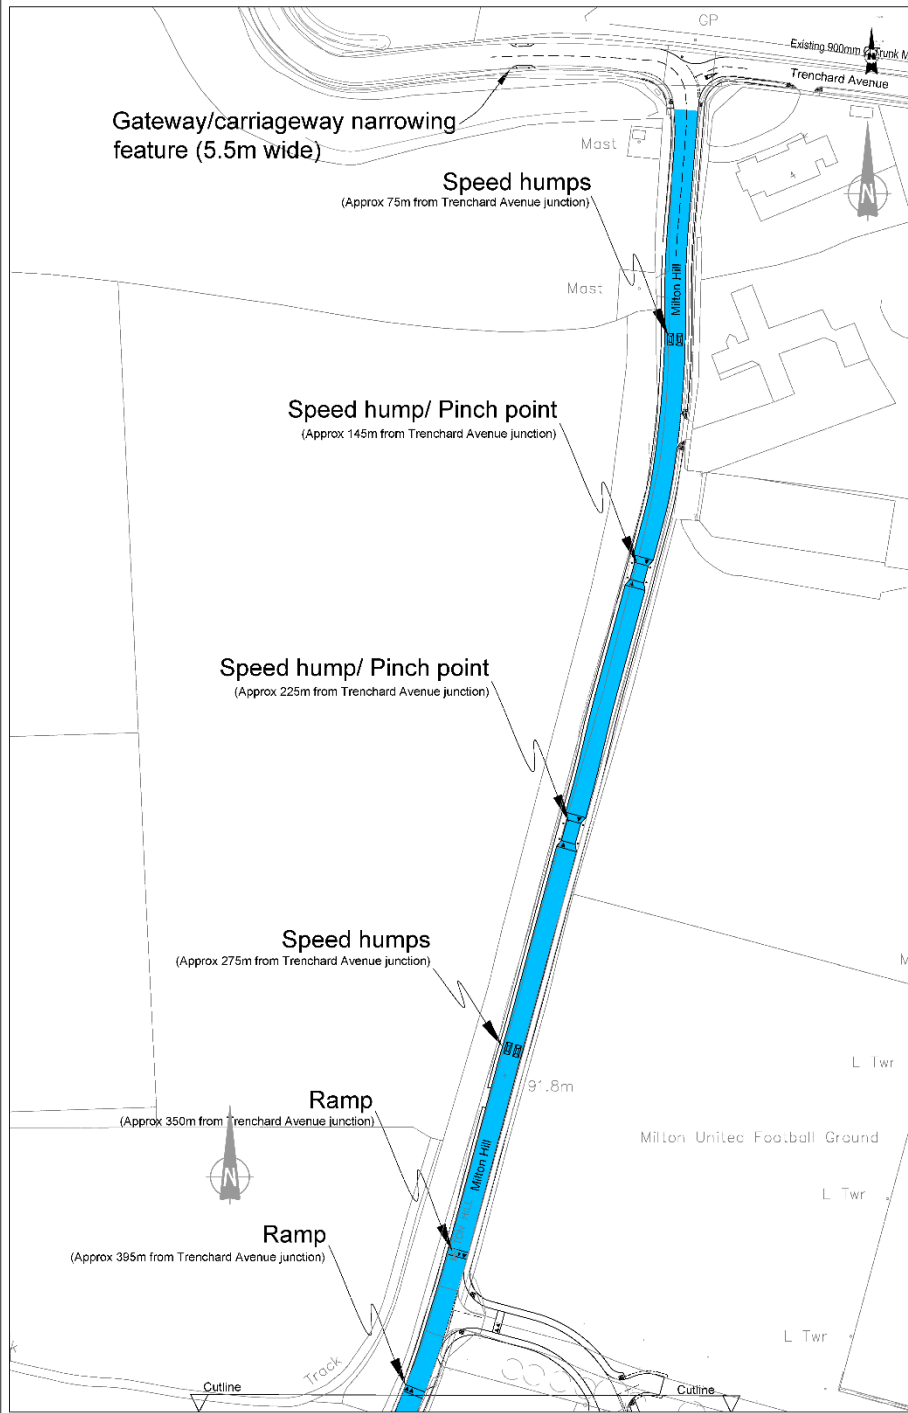 GP
Existing 900mm
Trenchard Avenue
Gateway/carriageway narrowing
feature (5.5m wide)
Mast
4
N
Speed humps
(Approx 75m from Trenchard Avenue junction)
Milton Hill
Mast
Speed hump/ Pinch point
(Approx 145m from Trenchard Avenue junction)
Speed hump/ Pinch point
(Approx 225m from Trenchard Avenue junction)
Speed humps
(Approx 275m from Trenchard Avenue junction)
M
L Twr
91.8m
Ramp
(Approx 350m from Trenchard Avenue junction)
Milton United Football Ground
Milton Hill
N
L Twr
Ramp
(Approx 395m from Trenchard Avenue junction)
L Twr
Track
Cutline
Cutline